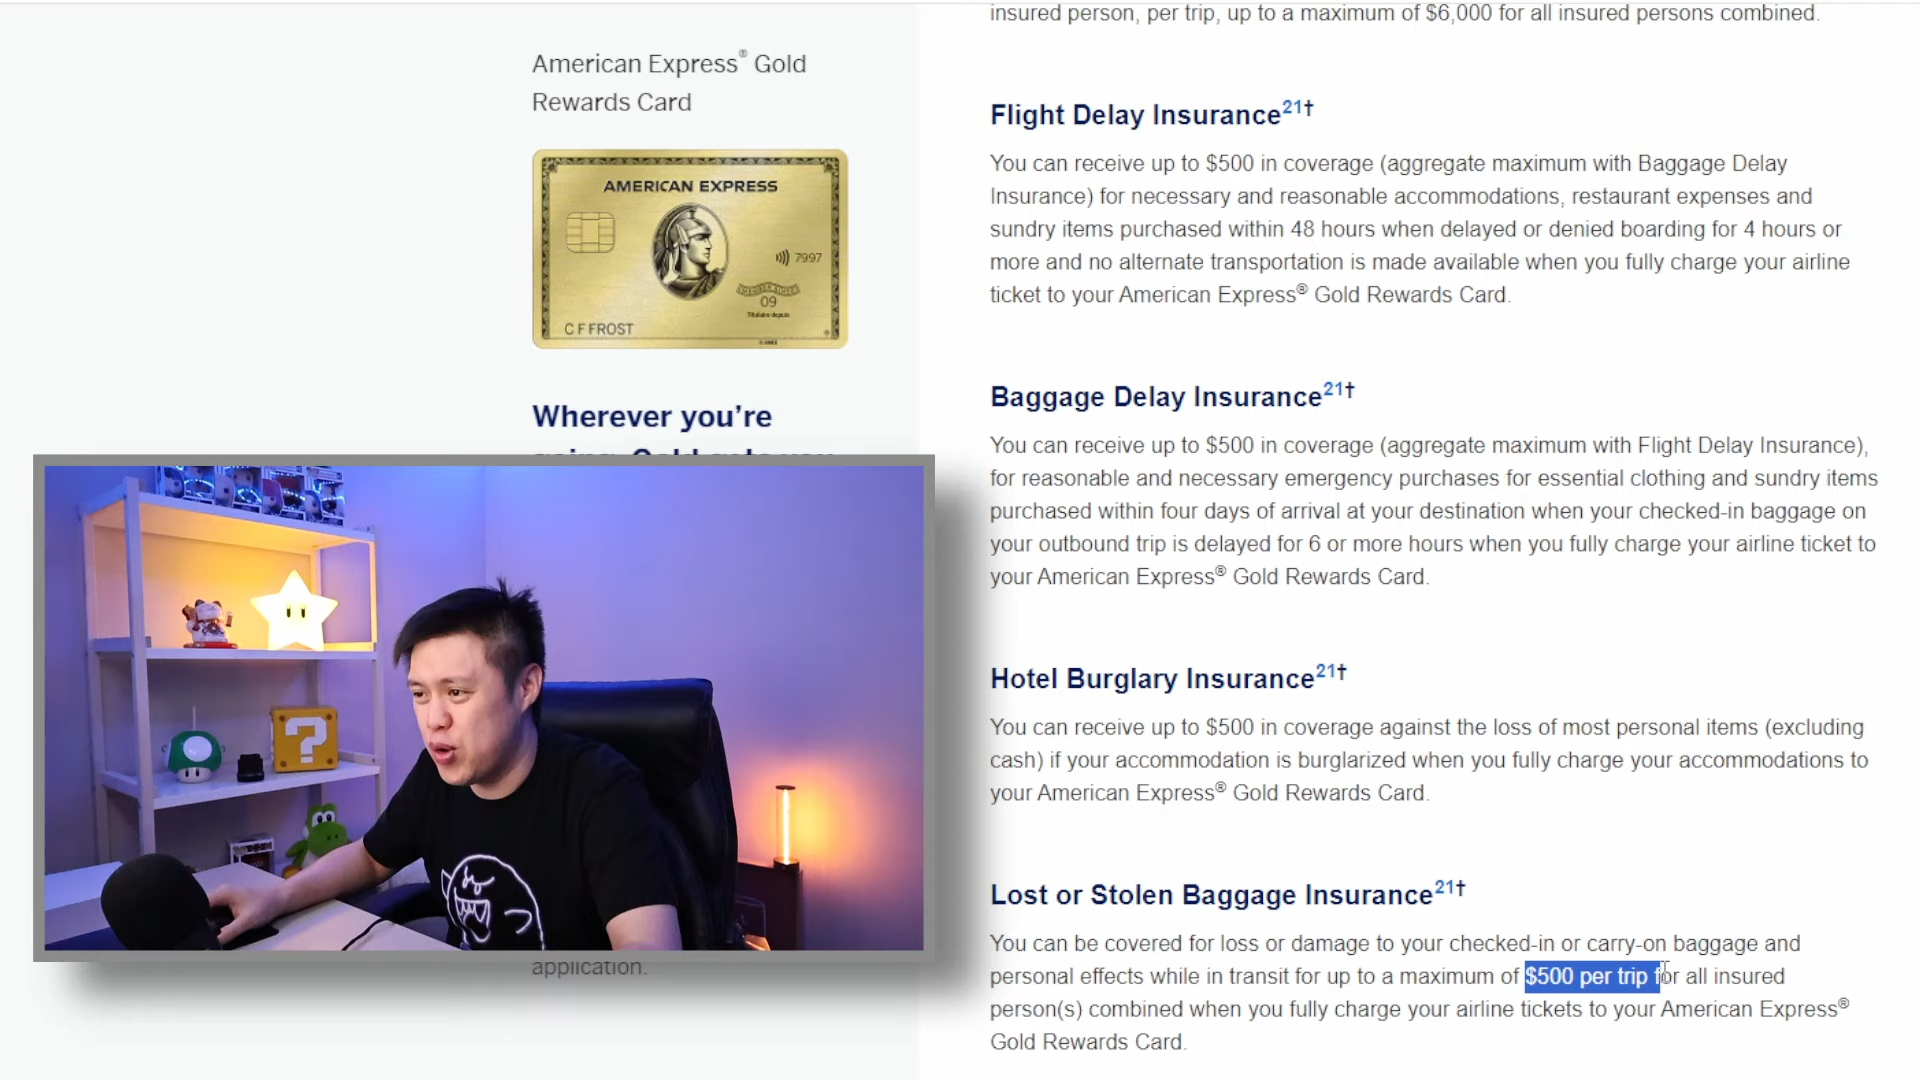 insured person, per trip, up to a maximum of $6,000 for all insured persons combined.
American Express® Gold
Rewards Card
AMERICAN EXPRESS
7997
MEMBER SINCE
09
Titulaire depuis
C F FROST
© AMEX
Wherever you're
going, Gold gets you
application.
Flight Delay Insurance21†
You can receive up to $500 in coverage (aggregate maximum with Baggage Delay
Insurance) for necessary and reasonable accommodations, restaurant expenses and
sundry items purchased within 48 hours when delayed or denied boarding for 4 hours or
more and no alternate transportation is made available when you fully charge your airline
ticket to your American Express® Gold Rewards Card.
Baggage Delay Insurance21†
You can receive up to $500 in coverage (aggregate maximum with Flight Delay Insurance),
for reasonable and necessary emergency purchases for essential clothing and sundry items
purchased within four days of arrival at your destination when your checked-in baggage on
your outbound trip is delayed for 6 or more hours when you fully charge your airline ticket to
your American Express® Gold Rewards Card.
Hotel Burglary Insurance21†
You can receive up to $500 in coverage against the loss of most personal items (excluding
cash) if your accommodation is burglarized when you fully charge your accommodations to
your American Express® Gold Rewards Card.
Lost or Stolen Baggage Insurance21†
You can be covered for loss or damage to your checked-in or carry-on baggage and
personal effects while in transit for up to a maximum of $500 per trip for all insured
person(s) combined when you fully charge your airline tickets to your American Express®
Gold Rewards Card.
?